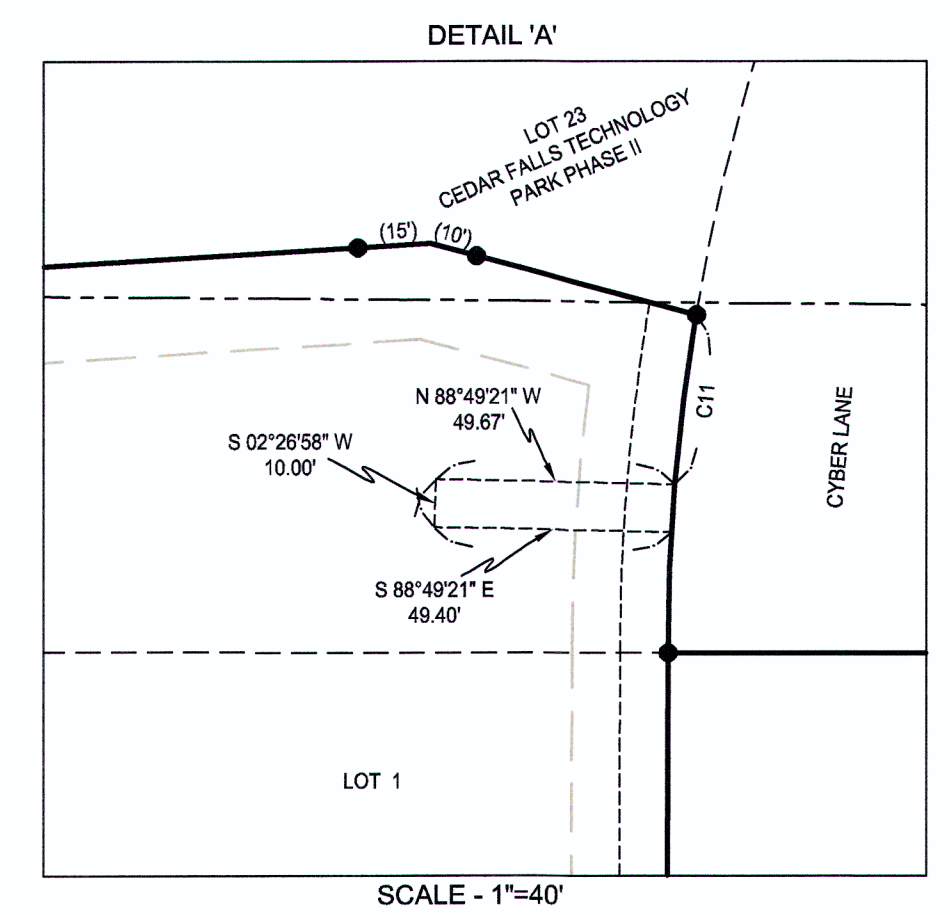 DETAIL 'A'
LOT 23
CEDAR FALLS TECHNOLOGY
PARK PHASE II
(15') (10')
C11
CYBER LANE
N 88°49'21" W
49.67'
S 02°26'58" W
10.00'
S 88°49'21" E
49.40'
LOT 1
SCALE - 1"=40'